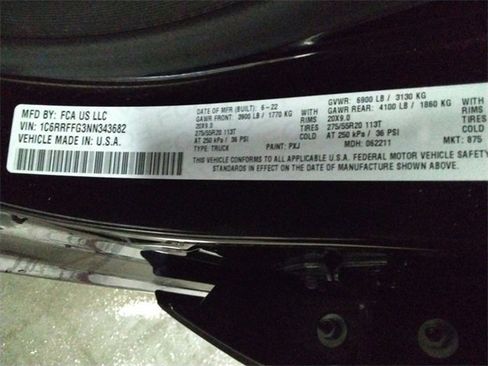 MFD BY: FCA US LLC
VIN: 1C6RRFFG3NN343682
VEHICLE MADE IN: U.S.A.
DATE OF MFR (BUILT): 6-22 GVWR: 6900 LB / 3130 KG
GAWR FRONT: 3900 LB / 1770 KG WITH GAWR REAR: 4100 LB / 1860 KG WITH
20X9.0 RIMS 20X9.0 RIMS
275/55R20 113T TIRES 275/55R20 113T TIRES
AT 250 kPa / 36 PSI COLD AT 250 kPa / 36 PSI COLD
TYPE: TRUCK PAINT: PXJ MDH: 062211 MKT: 875
THIS VEHICLE CONFORMS TO ALL APPLICABLE U.S.A. FEDERAL MOTOR VEHICLE SAFETY
IN EFFECT ON THE DATE OF MANUFACTURE SHOWN ABOVE.